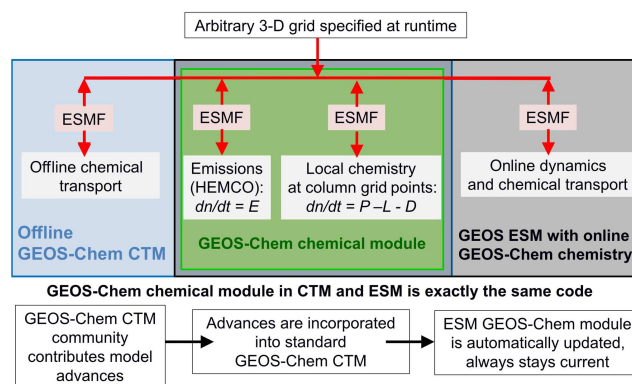 Arbitrary 3-D grid specified at runtime
ESMF
ESMF
ESMF
ESMF
Offline chemical
transport
Emissions
(HEMCO):
dn/dt = E
Local chemistry
at column grid points:
dn/dt = P –L - D
Online dynamics
and chemical transport
Offline
GEOS-Chem CTM
GEOS-Chem chemical module
GEOS ESM with online
GEOS-Chem chemistry
GEOS-Chem chemical module in CTM and ESM is exactly the same code
GEOS-Chem CTM
community
contributes model
advances
Advances are incorporated
into standard
GEOS-Chem CTM
ESM GEOS-Chem module
is automatically updated,
always stays current